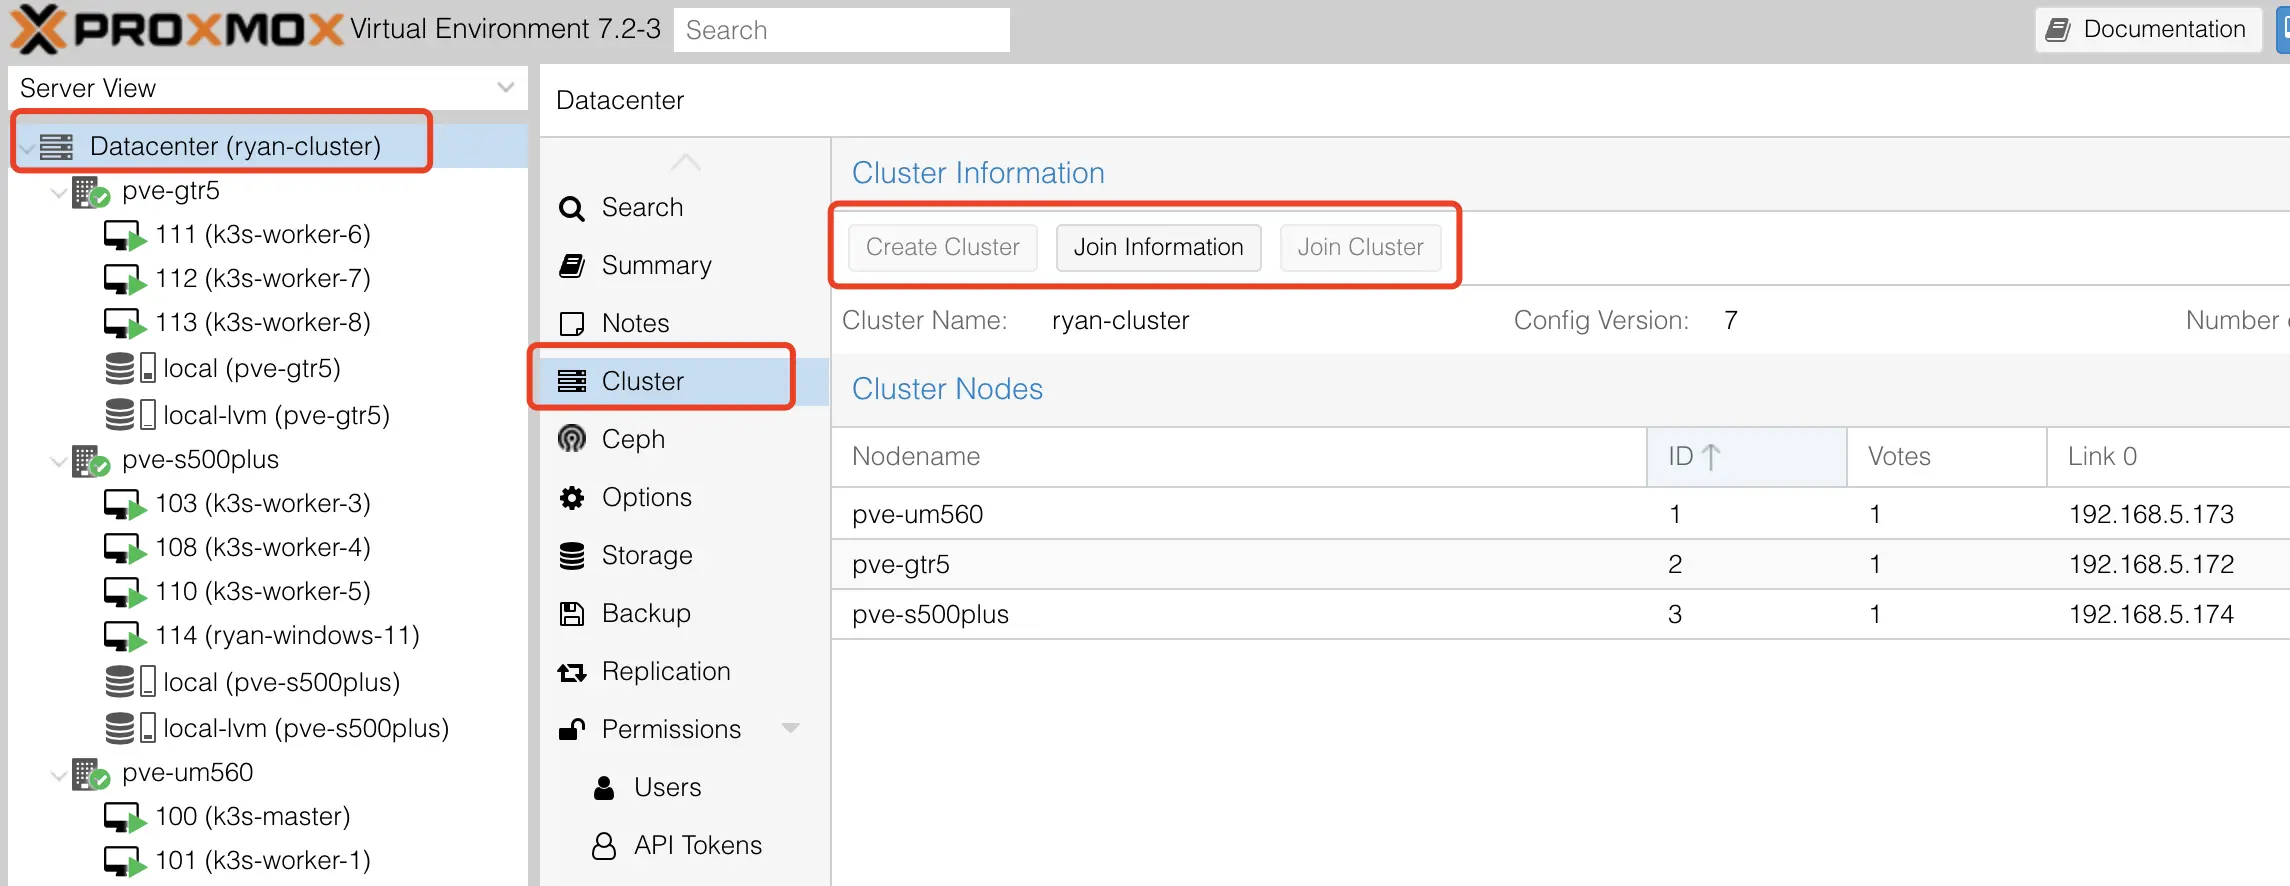 PROXMOX Virtual Environment 7.2-3 Search Documentation
Server View
Datacenter (ryan-cluster)
pve-gtr5
111 (k3s-worker-6)
112 (k3s-worker-7)
113 (k3s-worker-8)
local (pve-gtr5)
local-lvm (pve-gtr5)
pve-s500plus
103 (k3s-worker-3)
108 (k3s-worker-4)
110 (k3s-worker-5)
114 (ryan-windows-11)
local (pve-s500plus)
local-lvm (pve-s500plus)
pve-um560
100 (k3s-master)
101 (k3s-worker-1)
Datacenter
Search
Summary
Notes
Cluster
Ceph
Options
Storage
Backup
Replication
Permissions
Users
API Tokens
Cluster Information
Create Cluster Join Information Join Cluster
Cluster Name: ryan-cluster Config Version: 7 Number
Cluster Nodes
Nodename ID Votes Link 0
pve-um560 1 1 192.168.5.173
pve-gtr5 2 1 192.168.5.172
pve-s500plus 3 1 192.168.5.174